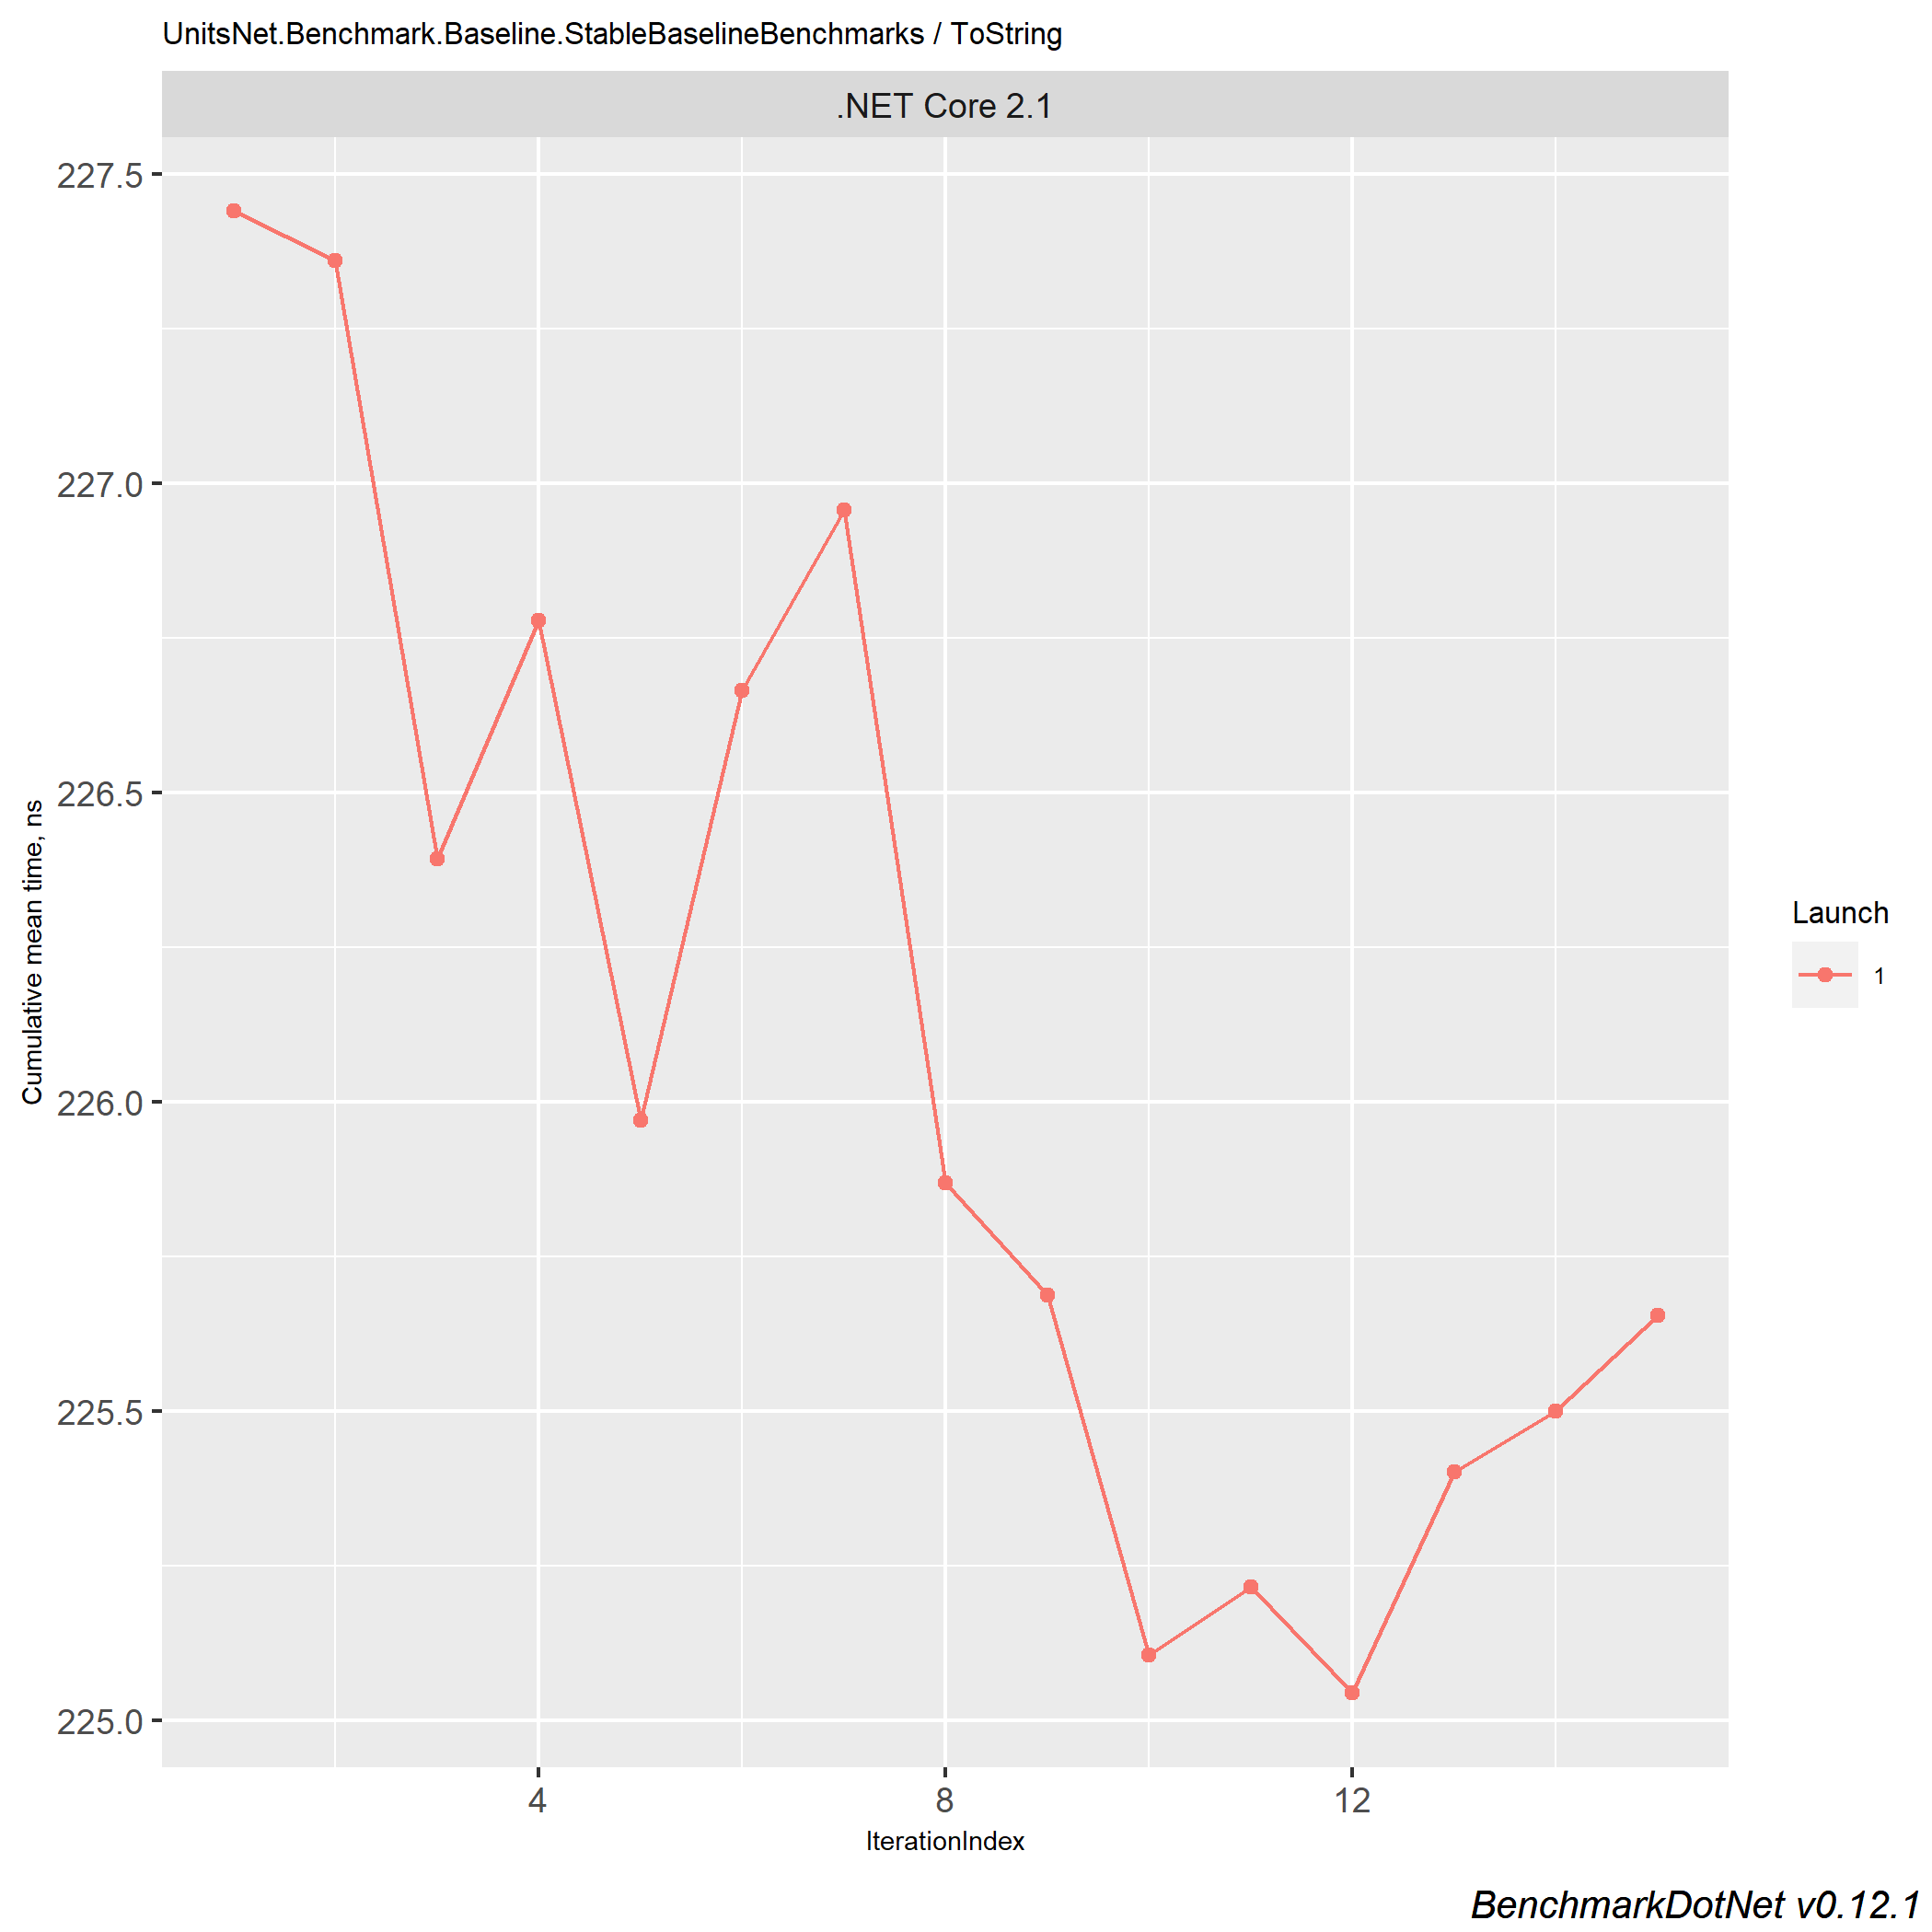 UnitsNet.Benchmark.Baseline.StableBaselineBenchmarks / ToString
.NET Core 2.1
227.5
227.0
226.5
226.0
225.5
225.0
Cumulative mean time, ns
4 8 12
IterationIndex
Launch
1
BenchmarkDotNet v0.12.1